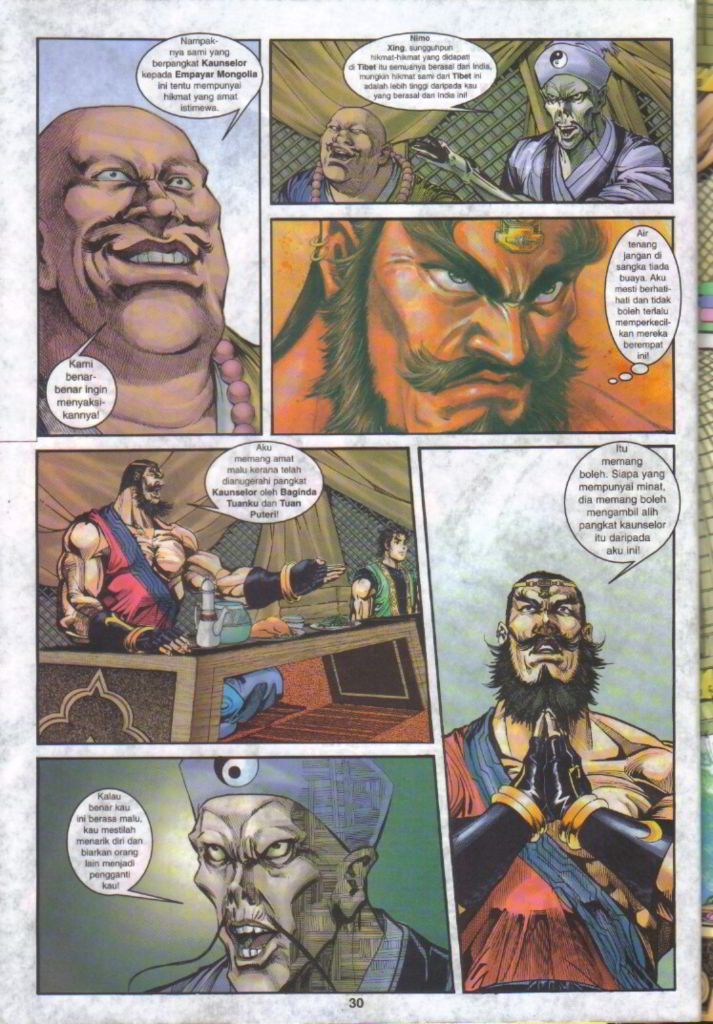 Nampak-
nya sami yang
berpangkat Kaunselor
kepada Empayar Mongolia
ini tentu mempunyai
hikmat yang amat
istimewa.
Kami
benar-
benar ingin
menyaksi-
kannya!
Nimo
Xing, sungguhpun
hikmat-hikmat yang didapati
di Tibet itu semuanya berasal dari India,
mungkin hikmat sami dari Tibet ini
adalah lebih tinggi daripada kau
yang berasal dari India ini!
Air
tenang
jangan di
sangka tiada
buaya. Aku
mesti berhati-
hati dan tidak
boleh terlalu
memperkecil-
kan mereka
berempat
ini!
Aku
memang amat
malu kerana telah
dianugerahi pangkat
Kaunselor oleh Baginda
Tuanku dan Tuan
Puteri!
Itu
memang
boleh. Siapa yang
mempunyai minat,
dia memang boleh
mengambil alih
pangkat kaunselor
itu daripada
aku ini!
Kalau
benar kau
ini berasa malu,
kau mestilah
menarik diri dan
biarkan orang
lain menjadi
pengganti
kau!
30